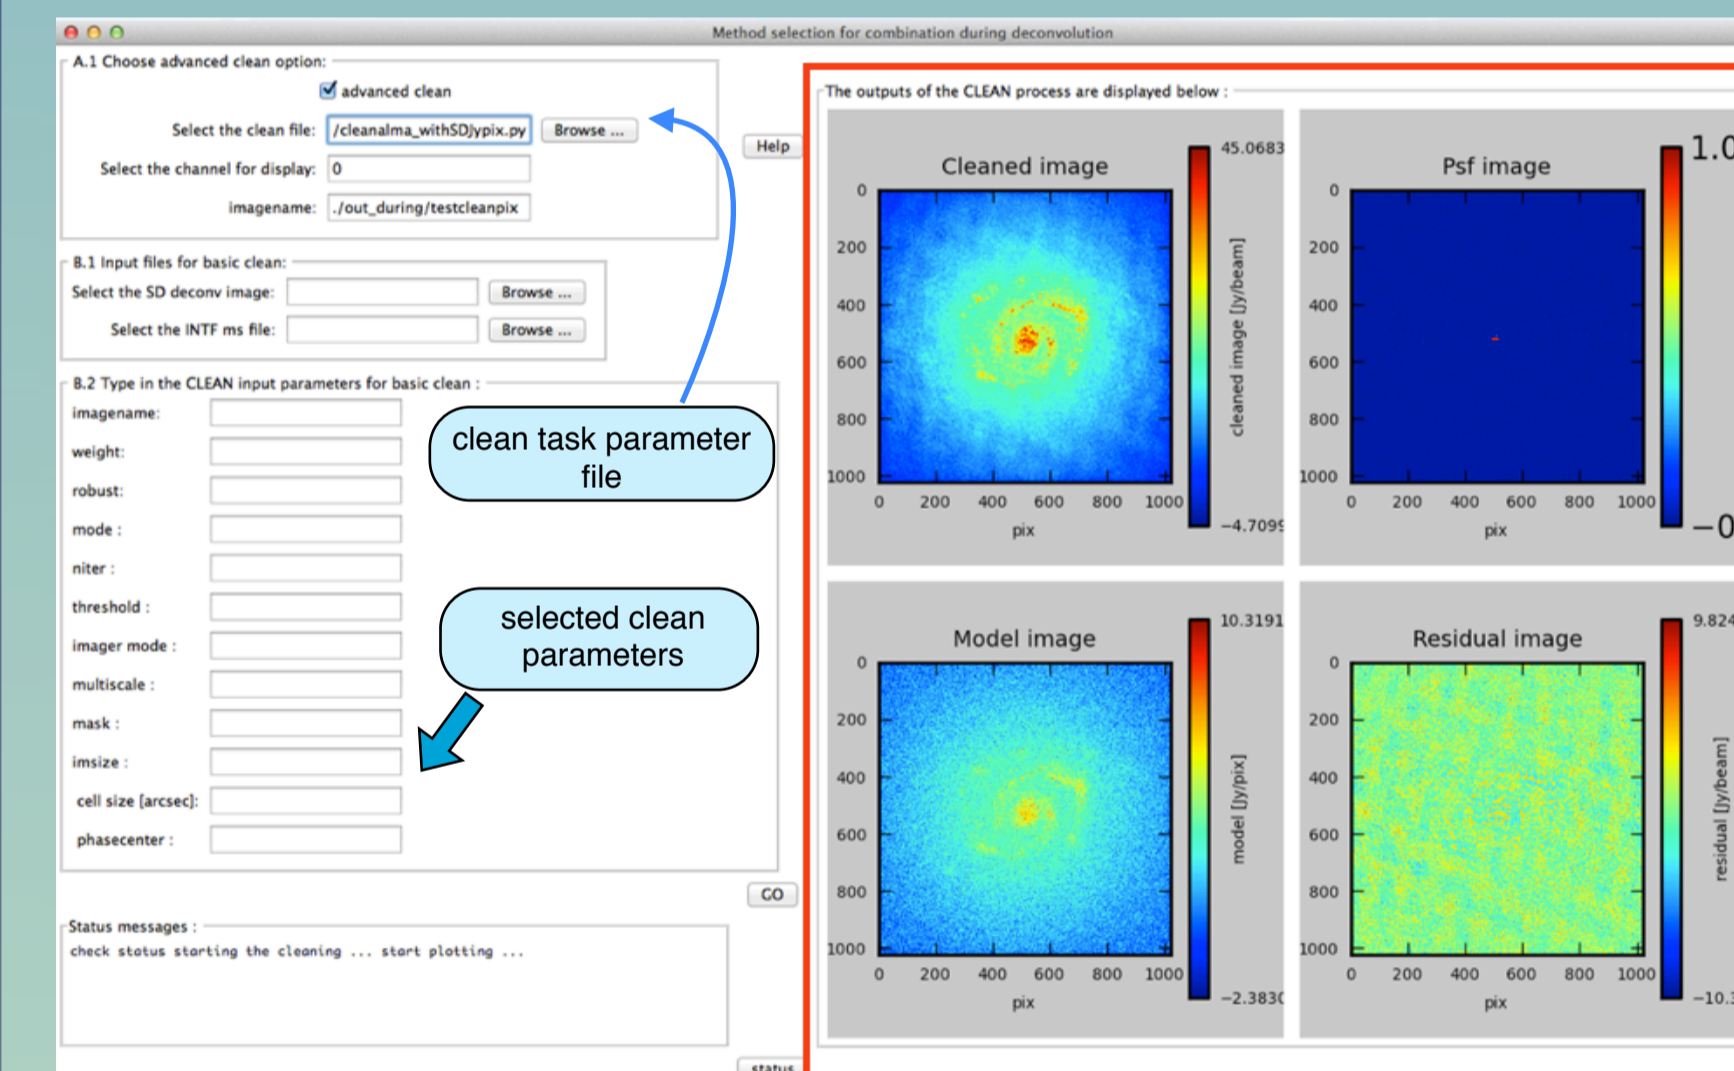 Method selection for combination during deconvolution
A.1 Choose advanced clean option:
advanced clean
Select the clean file: /cleanalma_withSDJypix.py Browse ...
Select the channel for display: 0
imagename: ./out_during/testcleanpix
Help
B.1 Input files for basic clean:
Select the SD deconv image: Browse ...
Select the INTF ms file: Browse ...
B.2 Type in the CLEAN input parameters for basic clean :
imagename:
weight:
robust:
mode :
niter :
threshold :
imager mode :
multiscale :
mask :
imsize :
cell size [arcsec]:
phasecenter :
clean task parameter
file
selected clean
parameters
GO
Status messages :
check status starting the cleaning ... start plotting ...
status
The outputs of the CLEAN process are displayed below :
Cleaned image
45.0683
0
200
400
600
800
1000
0 200 400 600 800 1000
pix
cleaned image [Jy/beam]
−4.7099
Psf image
1.0
0
200
400
600
800
1000
0 200 400 600 800 1000
pix
−0
Model image
10.3191
0
200
400
600
800
1000
0 200 400 600 800 1000
pix
model [Jy/pix]
−2.3830
Residual image
9.824
0
200
400
600
800
1000
0 200 400 600 800 1000
pix
residual [Jy/beam]
−10.